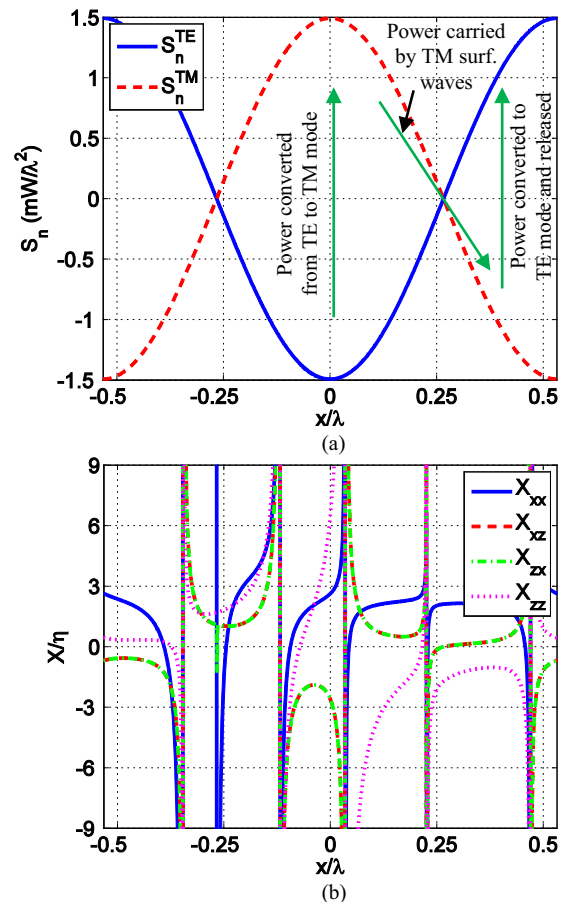 1.5
1
0.5
0
-0.5
-1
-1.5
S_n (mW/λ²)
S_n^TE
S_n^TM
Power carried
by TM surf.
waves
Power converted
from TE to TM mode
Power converted to
TE mode and released
-0.5
-0.25
0
0.25
0.5
x/λ
(a)
9
6
3
0
-3
-6
-9
X/η
X_xx
X_xz
X_zx
X_zz
-0.5
-0.25
0
0.25
0.5
x/λ
(b)